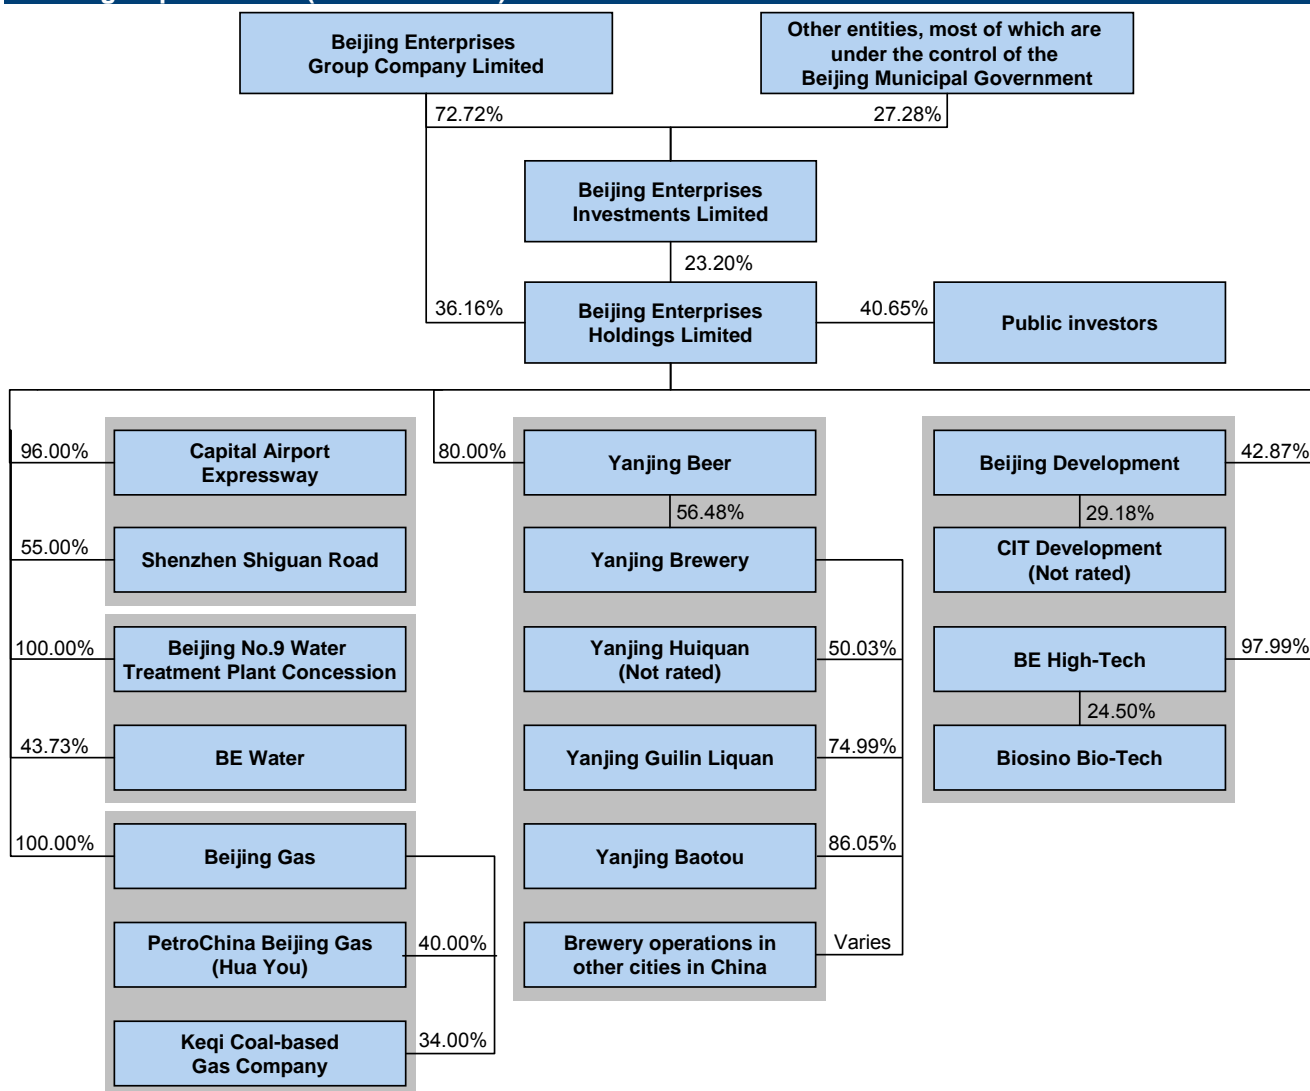 Beijing Enterprises
Group Company Limited
Other entities, most of which are
under the control of the
Beijing Municipal Government
72.72%
27.28%
Beijing Enterprises
Investments Limited
23.20%
36.16%
Beijing Enterprises
Holdings Limited
40.65%
Public investors
96.00%
Capital Airport
Expressway
55.00%
Shenzhen Shiguan Road
100.00%
Beijing No.9 Water
Treatment Plant Concession
43.73%
BE Water
100.00%
Beijing Gas
PetroChina Beijing Gas
(Hua You)
40.00%
Keqi Coal-based
Gas Company
34.00%
80.00%
Yanjing Beer
56.48%
Yanjing Brewery
Yanjing Huiquan
(Not rated)
50.03%
Yanjing Guilin Liquan
74.99%
Yanjing Baotou
86.05%
Brewery operations in
other cities in China
Varies
Beijing Development
42.87%
29.18%
CIT Development
(Not rated)
BE High-Tech
97.99%
24.50%
Biosino Bio-Tech